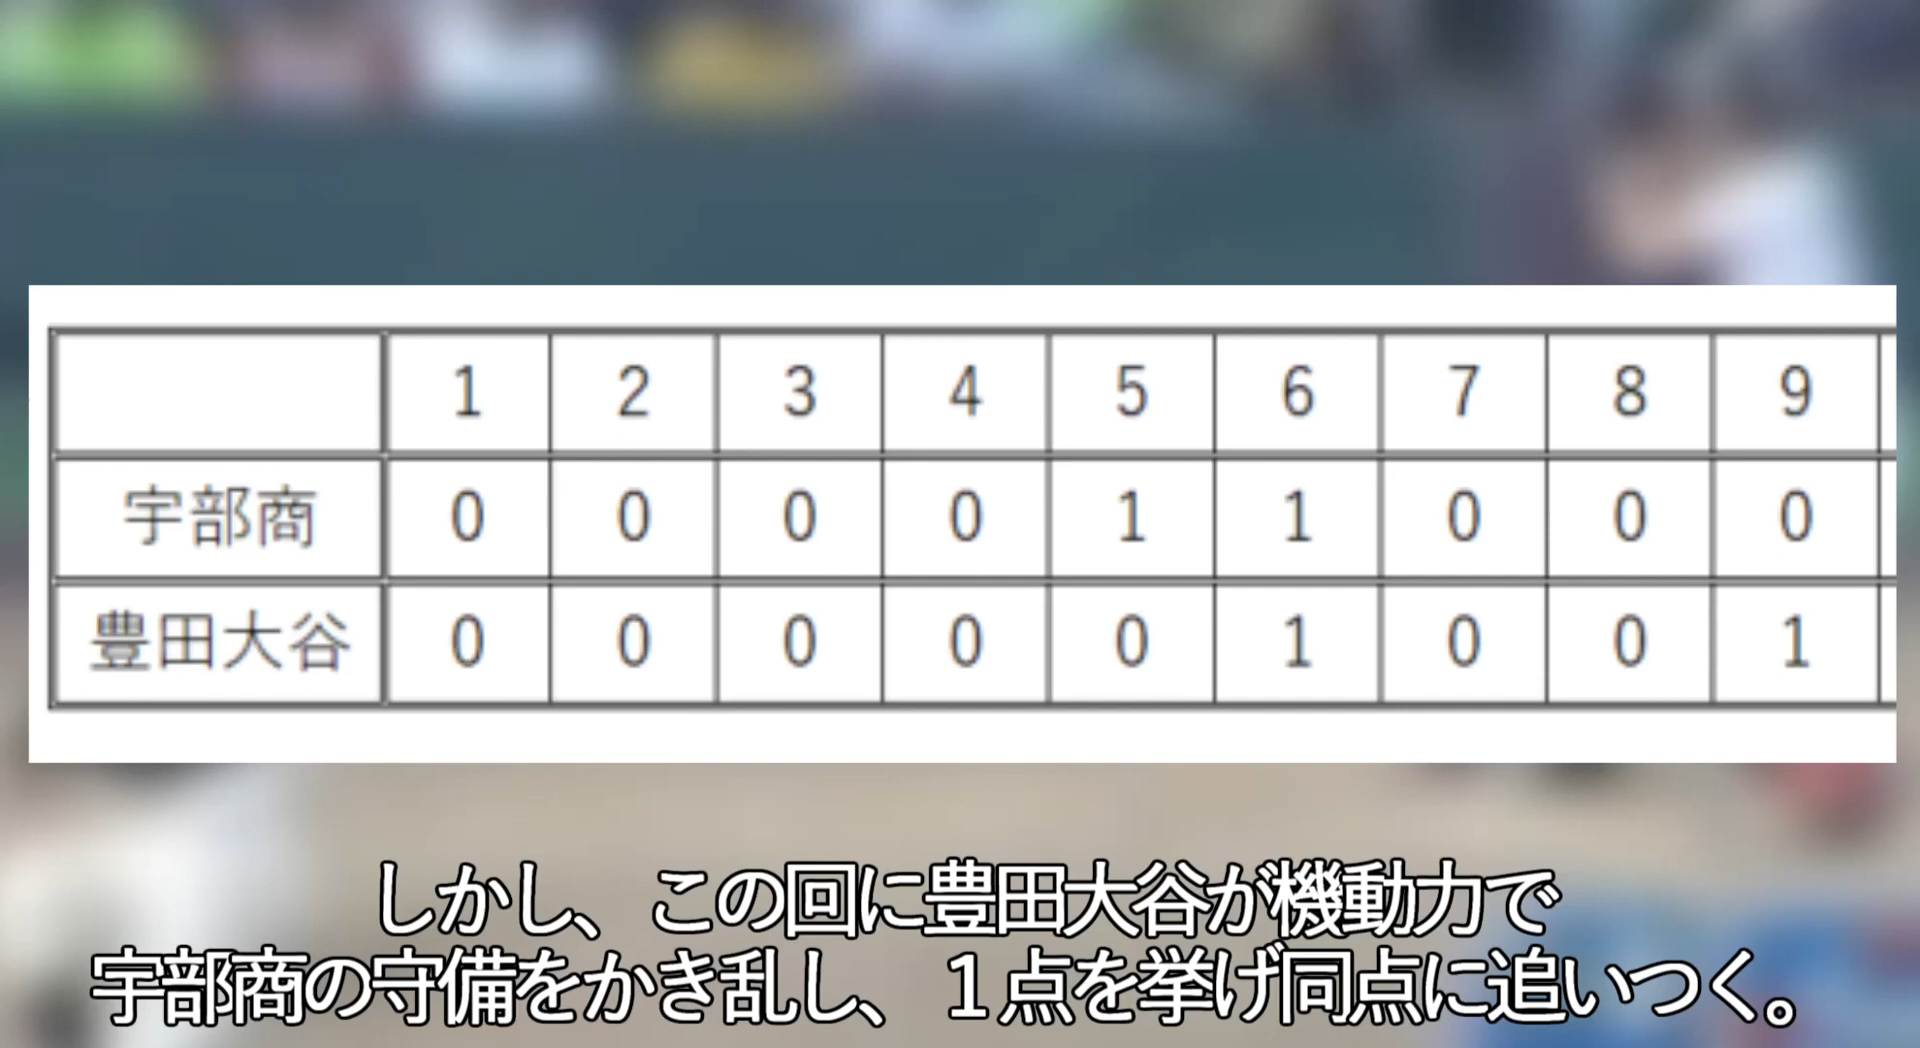 1 2 3 4 5 6 7 8 9
宇部商 0 0 0 0 1 1 0 0 0
豊田大谷 0 0 0 0 0 1 0 0 1
しかし、この回に豊田大谷が機動力で
宇部商の守備をかき乱し、１点を挙げ同点に追いつく。